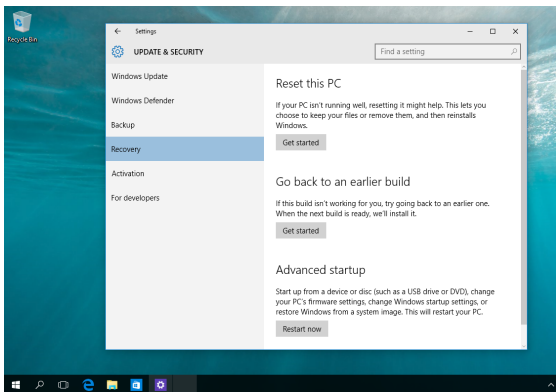 Recycle Bin
Settings
UPDATE & SECURITY
Find a setting
Windows Update
Windows Defender
Backup
Recovery
Activation
For developers
Reset this PC
If your PC isn't running well, resetting it might help. This lets you
choose to keep your files or remove them, and then reinstalls
Windows.
Get started
Go back to an earlier build
If this build isn't working for you, try going back to an earlier one.
When the next build is ready, we'll install it.
Get started
Advanced startup
Start up from a device or disc (such as a USB drive or DVD), change
your PC's firmware settings, change Windows startup settings, or
restore Windows from a system image. This will restart your PC.
Restart now